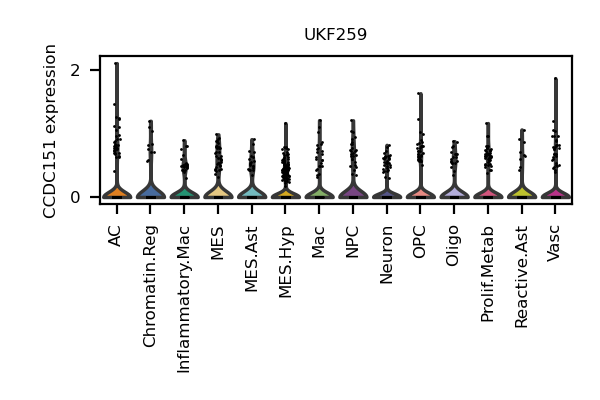 UKF259
CCDC151 expression
2
0
AC
Chromatin.Reg
Inflammatory.Mac
MES
MES.Ast
MES.Hyp
Mac
NPC
Neuron
OPC
Oligo
Prolif.Metab
Reactive.Ast
Vasc